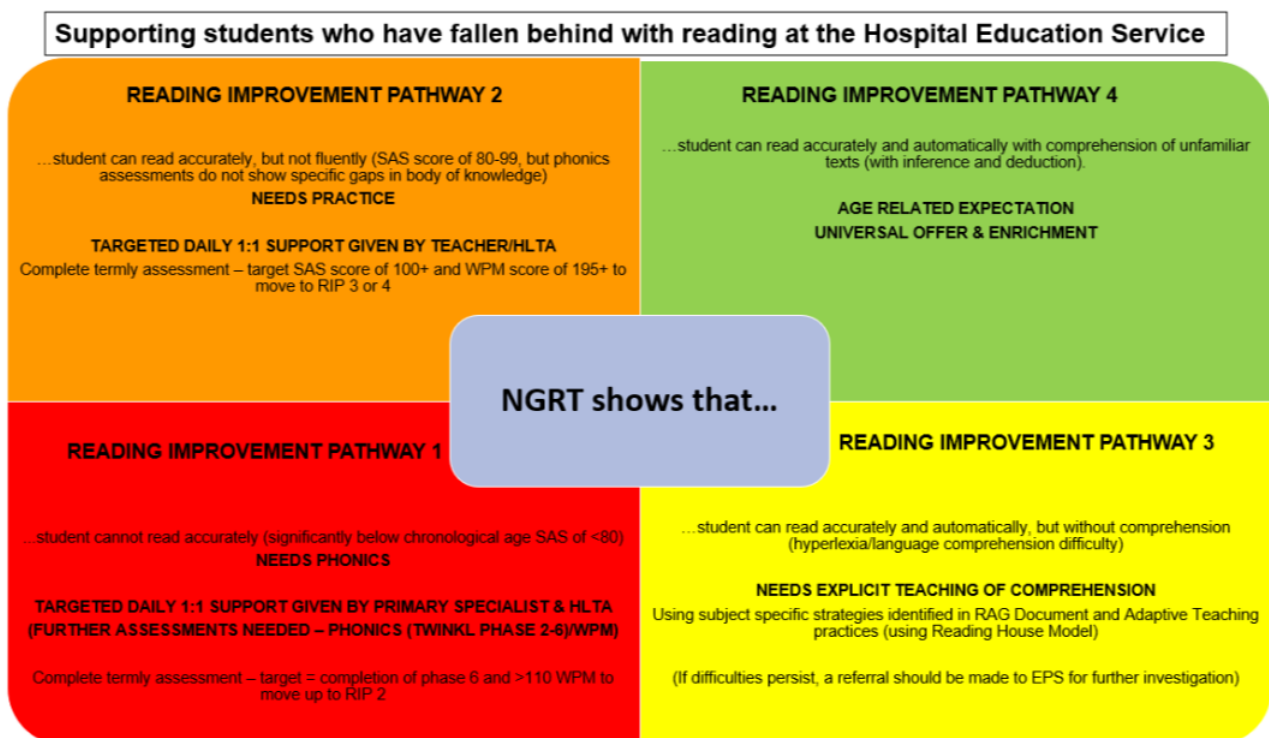 Supporting students who have fallen behind with reading at the Hospital Education Service
READING IMPROVEMENT PATHWAY 2
…student can read accurately, but not fluently (SAS score of 80-99, but phonics
assessments do not show specific gaps in body of knowledge)
NEEDS PRACTICE
TARGETED DAILY 1:1 SUPPORT GIVEN BY TEACHER/HLTA
Complete termly assessment – target SAS score of 100+ and WPM score of 195+ to
move to RIP 3 or 4
READING IMPROVEMENT PATHWAY 4
…student can read accurately and automatically with comprehension of unfamiliar
texts (with inference and deduction).
AGE RELATED EXPECTATION
UNIVERSAL OFFER & ENRICHMENT
NGRT shows that…
READING IMPROVEMENT PATHWAY 1
…student cannot read accurately (significantly below chronological age SAS of <80)
NEEDS PHONICS
TARGETED DAILY 1:1 SUPPORT GIVEN BY PRIMARY SPECIALIST & HLTA
(FURTHER ASSESSMENTS NEEDED – PHONICS (TWINKL PHASE 2-6)/WPM)
Complete termly assessment – target = completion of phase 6 and >110 WPM to
move up to RIP 2
READING IMPROVEMENT PATHWAY 3
…student can read accurately and automatically, but without comprehension
(hyperlexia/language comprehension difficulty)
NEEDS EXPLICIT TEACHING OF COMPREHENSION
Using subject specific strategies identified in RAG Document and Adaptive Teaching
practices (using Reading House Model)
(If difficulties persist, a referral should be made to EPS for further investigation)